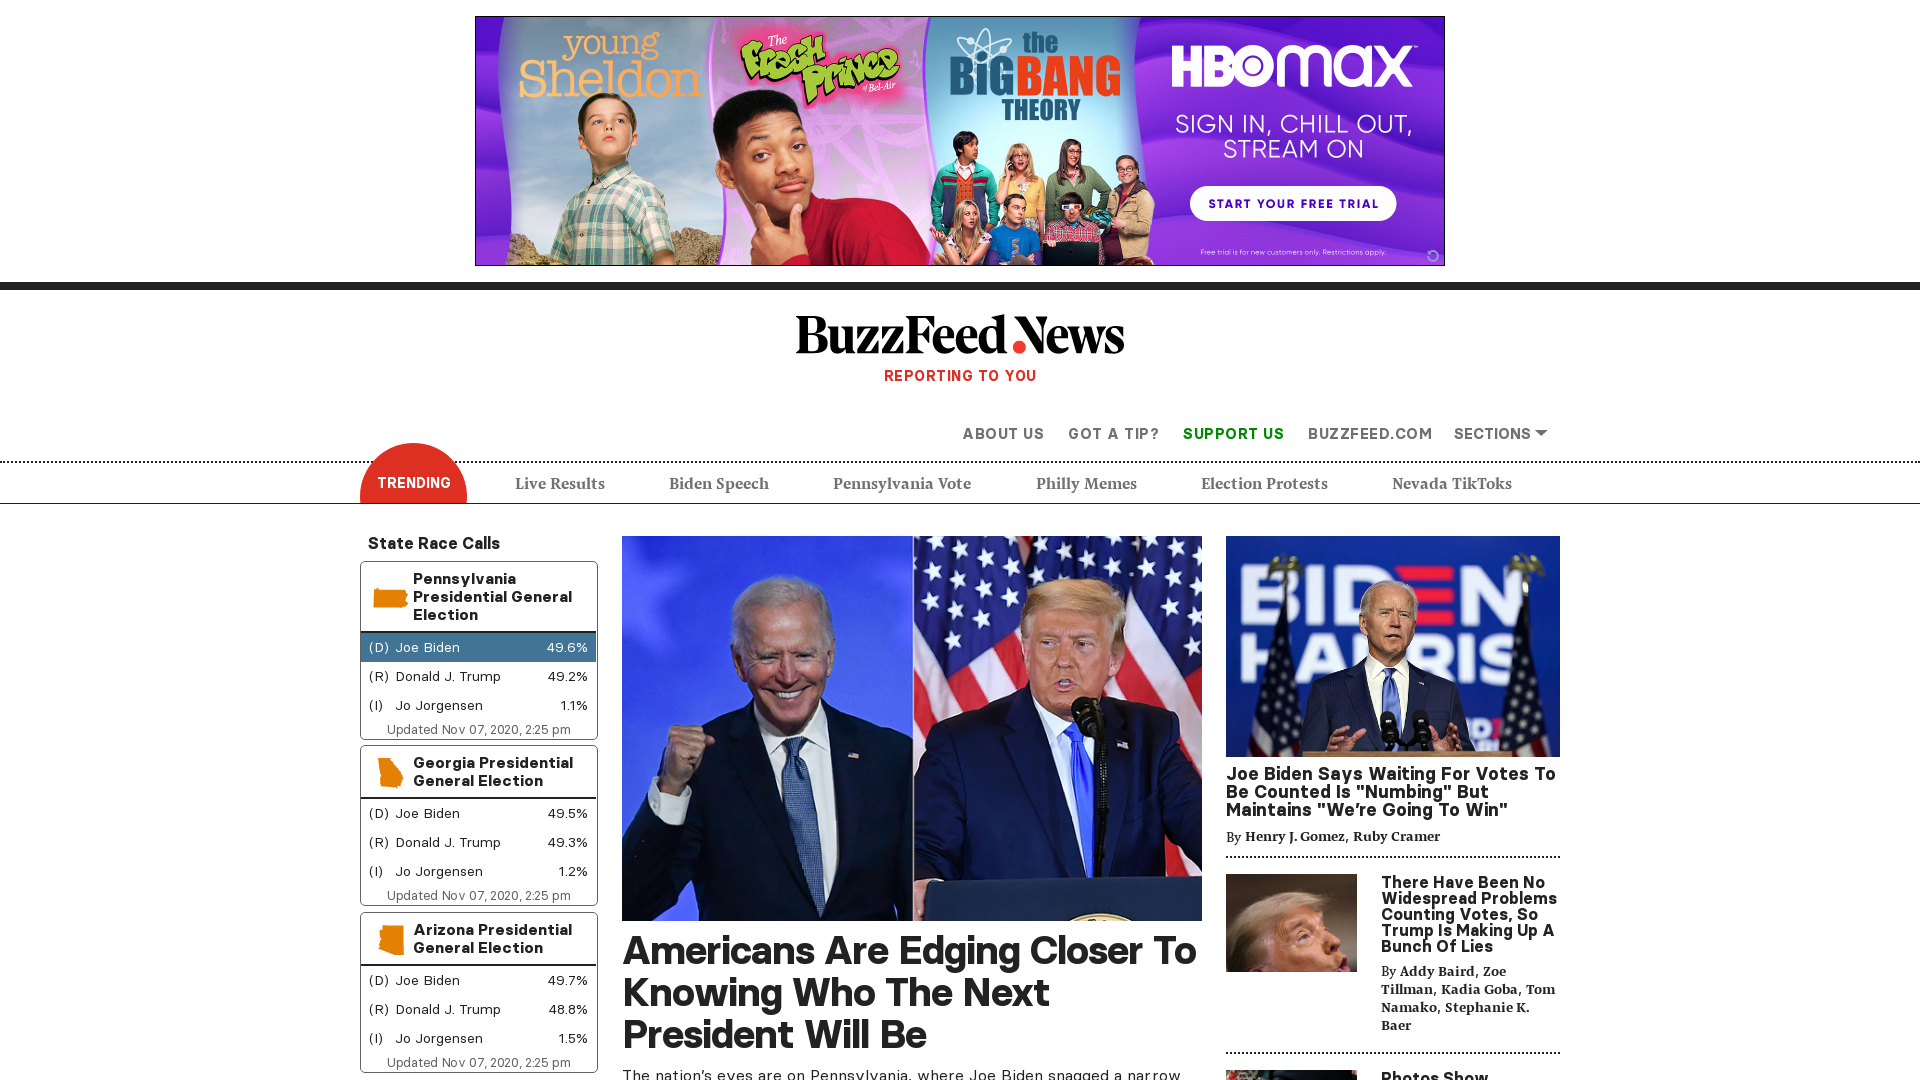 young
Sheldon
The
Fresh
Prince
of Bel-Air
the
BIGBANG
THEORY
HBOmax
SIGN IN, CHILL OUT,
STREAM ON
START YOUR FREE TRIAL
Free trial is for new customers only. Restrictions apply.
BuzzFeed News
REPORTING TO YOU
ABOUT US
GOT A TIP?
SUPPORT US
BUZZFEED.COM
SECTIONS
TRENDING
Live Results
Biden Speech
Pennsylvania Vote
Philly Memes
Election Protests
Nevada TikToks
State Race Calls
Pennsylvania
Presidential General
Election
(D) Joe Biden 49.6%
(R) Donald J. Trump 49.2%
(I) Jo Jorgensen 1.1%
Updated Nov 07, 2020, 2:25 pm
Georgia Presidential
General Election
(D) Joe Biden 49.5%
(R) Donald J. Trump 49.3%
(I) Jo Jorgensen 1.2%
Updated Nov 07, 2020, 2:25 pm
Arizona Presidential
General Election
(D) Joe Biden 49.7%
(R) Donald J. Trump 48.8%
(I) Jo Jorgensen 1.5%
Updated Nov 07, 2020, 2:25 pm
Americans Are Edging Closer To
Knowing Who The Next
President Will Be
The nation’s eyes are on Pennsylvania, where Joe Biden snagged a narrow
BIDEN
HARRIS
Joe Biden Says Waiting For Votes To
Be Counted Is "Numbing" But
Maintains "We’re Going To Win"
By Henry J. Gomez, Ruby Cramer
There Have Been No
Widespread Problems
Counting Votes, So
Trump Is Making Up A
Bunch Of Lies
By Addy Baird, Zoe
Tillman, Kadia Goba, Tom
Namako, Stephanie K.
Baer
Photos Show